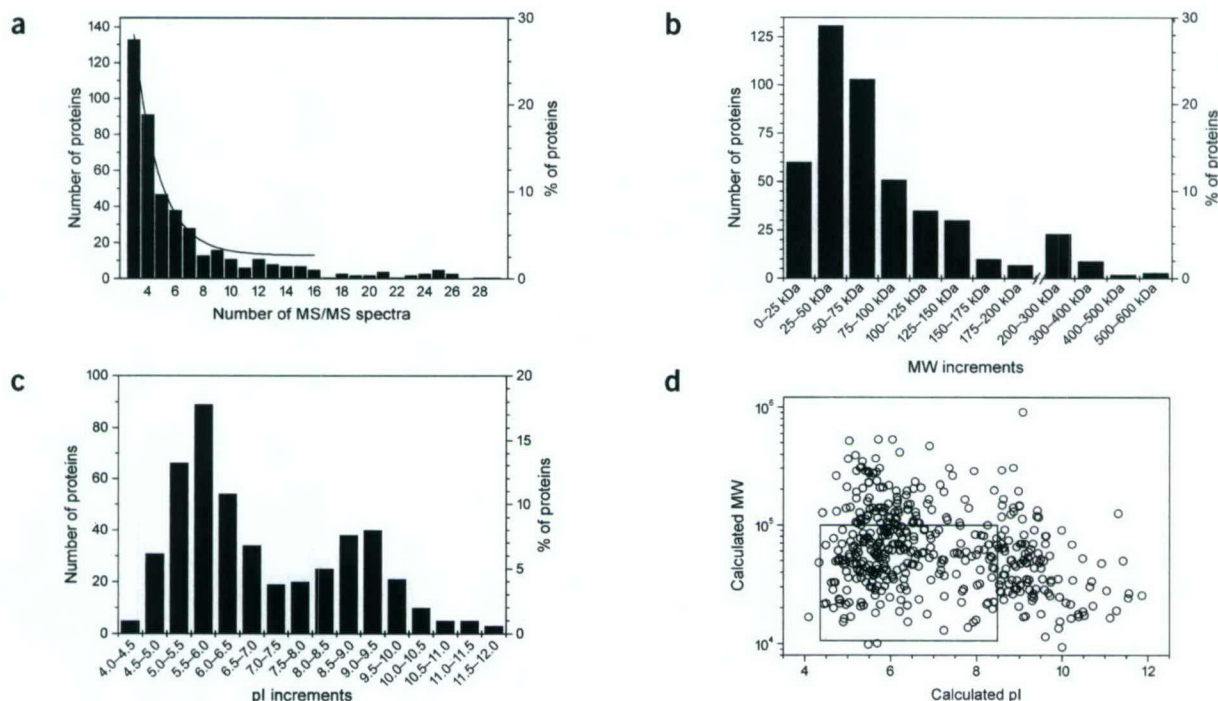 a
140
120
100
80
60
40
20
0
Number of proteins
30
20
10
0
% of proteins
4 6 8 10 12 14 16 18 20 22 24 26 28
Number of MS/MS spectra
b
125
100
75
50
25
0
Number of proteins
30
20
10
0
% of proteins
0–25 kDa
25–50 kDa
50–75 kDa
75–100 kDa
100–125 kDa
125–150 kDa
150–175 kDa
175–200 kDa
200–300 kDa
300–400 kDa
400–500 kDa
500–600 kDa
MW increments
c
100
80
60
40
20
0
Number of proteins
20
15
10
5
0
% of proteins
4.0–4.5
4.5–5.0
5.0–5.5
5.5–6.0
6.0–6.5
6.5–7.0
7.0–7.5
7.5–8.0
8.0–8.5
8.5–9.0
9.0–9.5
9.5–10.0
10.0–10.5
10.5–11.0
11.0–11.5
11.5–12.0
pI increments
d
10⁶
10⁵
10⁴
Calculated MW
4 6 8 10 12
Calculated pI